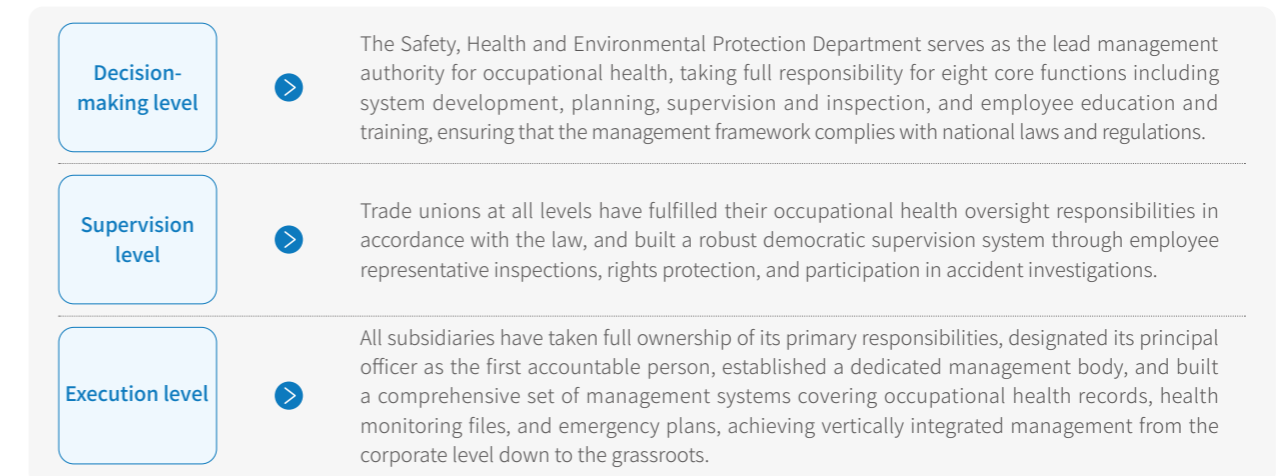 Decision-
making level
The Safety, Health and Environmental Protection Department serves as the lead management
authority for occupational health, taking full responsibility for eight core functions including
system development, planning, supervision and inspection, and employee education and
training, ensuring that the management framework complies with national laws and regulations.
Supervision
level
Trade unions at all levels have fulfilled their occupational health oversight responsibilities in
accordance with the law, and built a robust democratic supervision system through employee
representative inspections, rights protection, and participation in accident investigations.
Execution level
All subsidiaries have taken full ownership of its primary responsibilities, designated its principal
officer as the first accountable person, established a dedicated management body, and built
a comprehensive set of management systems covering occupational health records, health
monitoring files, and emergency plans, achieving vertically integrated management from the
corporate level down to the grassroots.